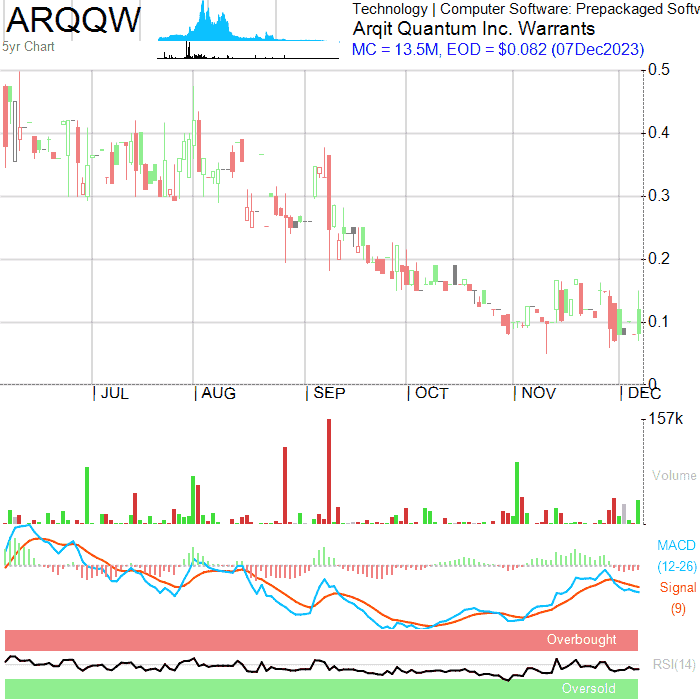 ARQQW
5yr Chart
Technology | Computer Software: Prepackaged Softw
Arqit Quantum Inc. Warrants
MC = 13.5M, EOD = $0.082 (07Dec2023)
0.5
0.4
0.3
0.2
0.1
0
JUL
AUG
SEP
OCT
NOV
DEC
157k
Volume
MACD
(12-26)
Signal
(9)
Overbought
RSI(14)
Oversold